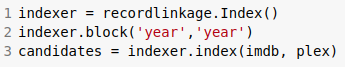 1 indexer = recordlinkage.Index()
2 indexer.block('year','year')
3 candidates = indexer.index(imdb, plex)